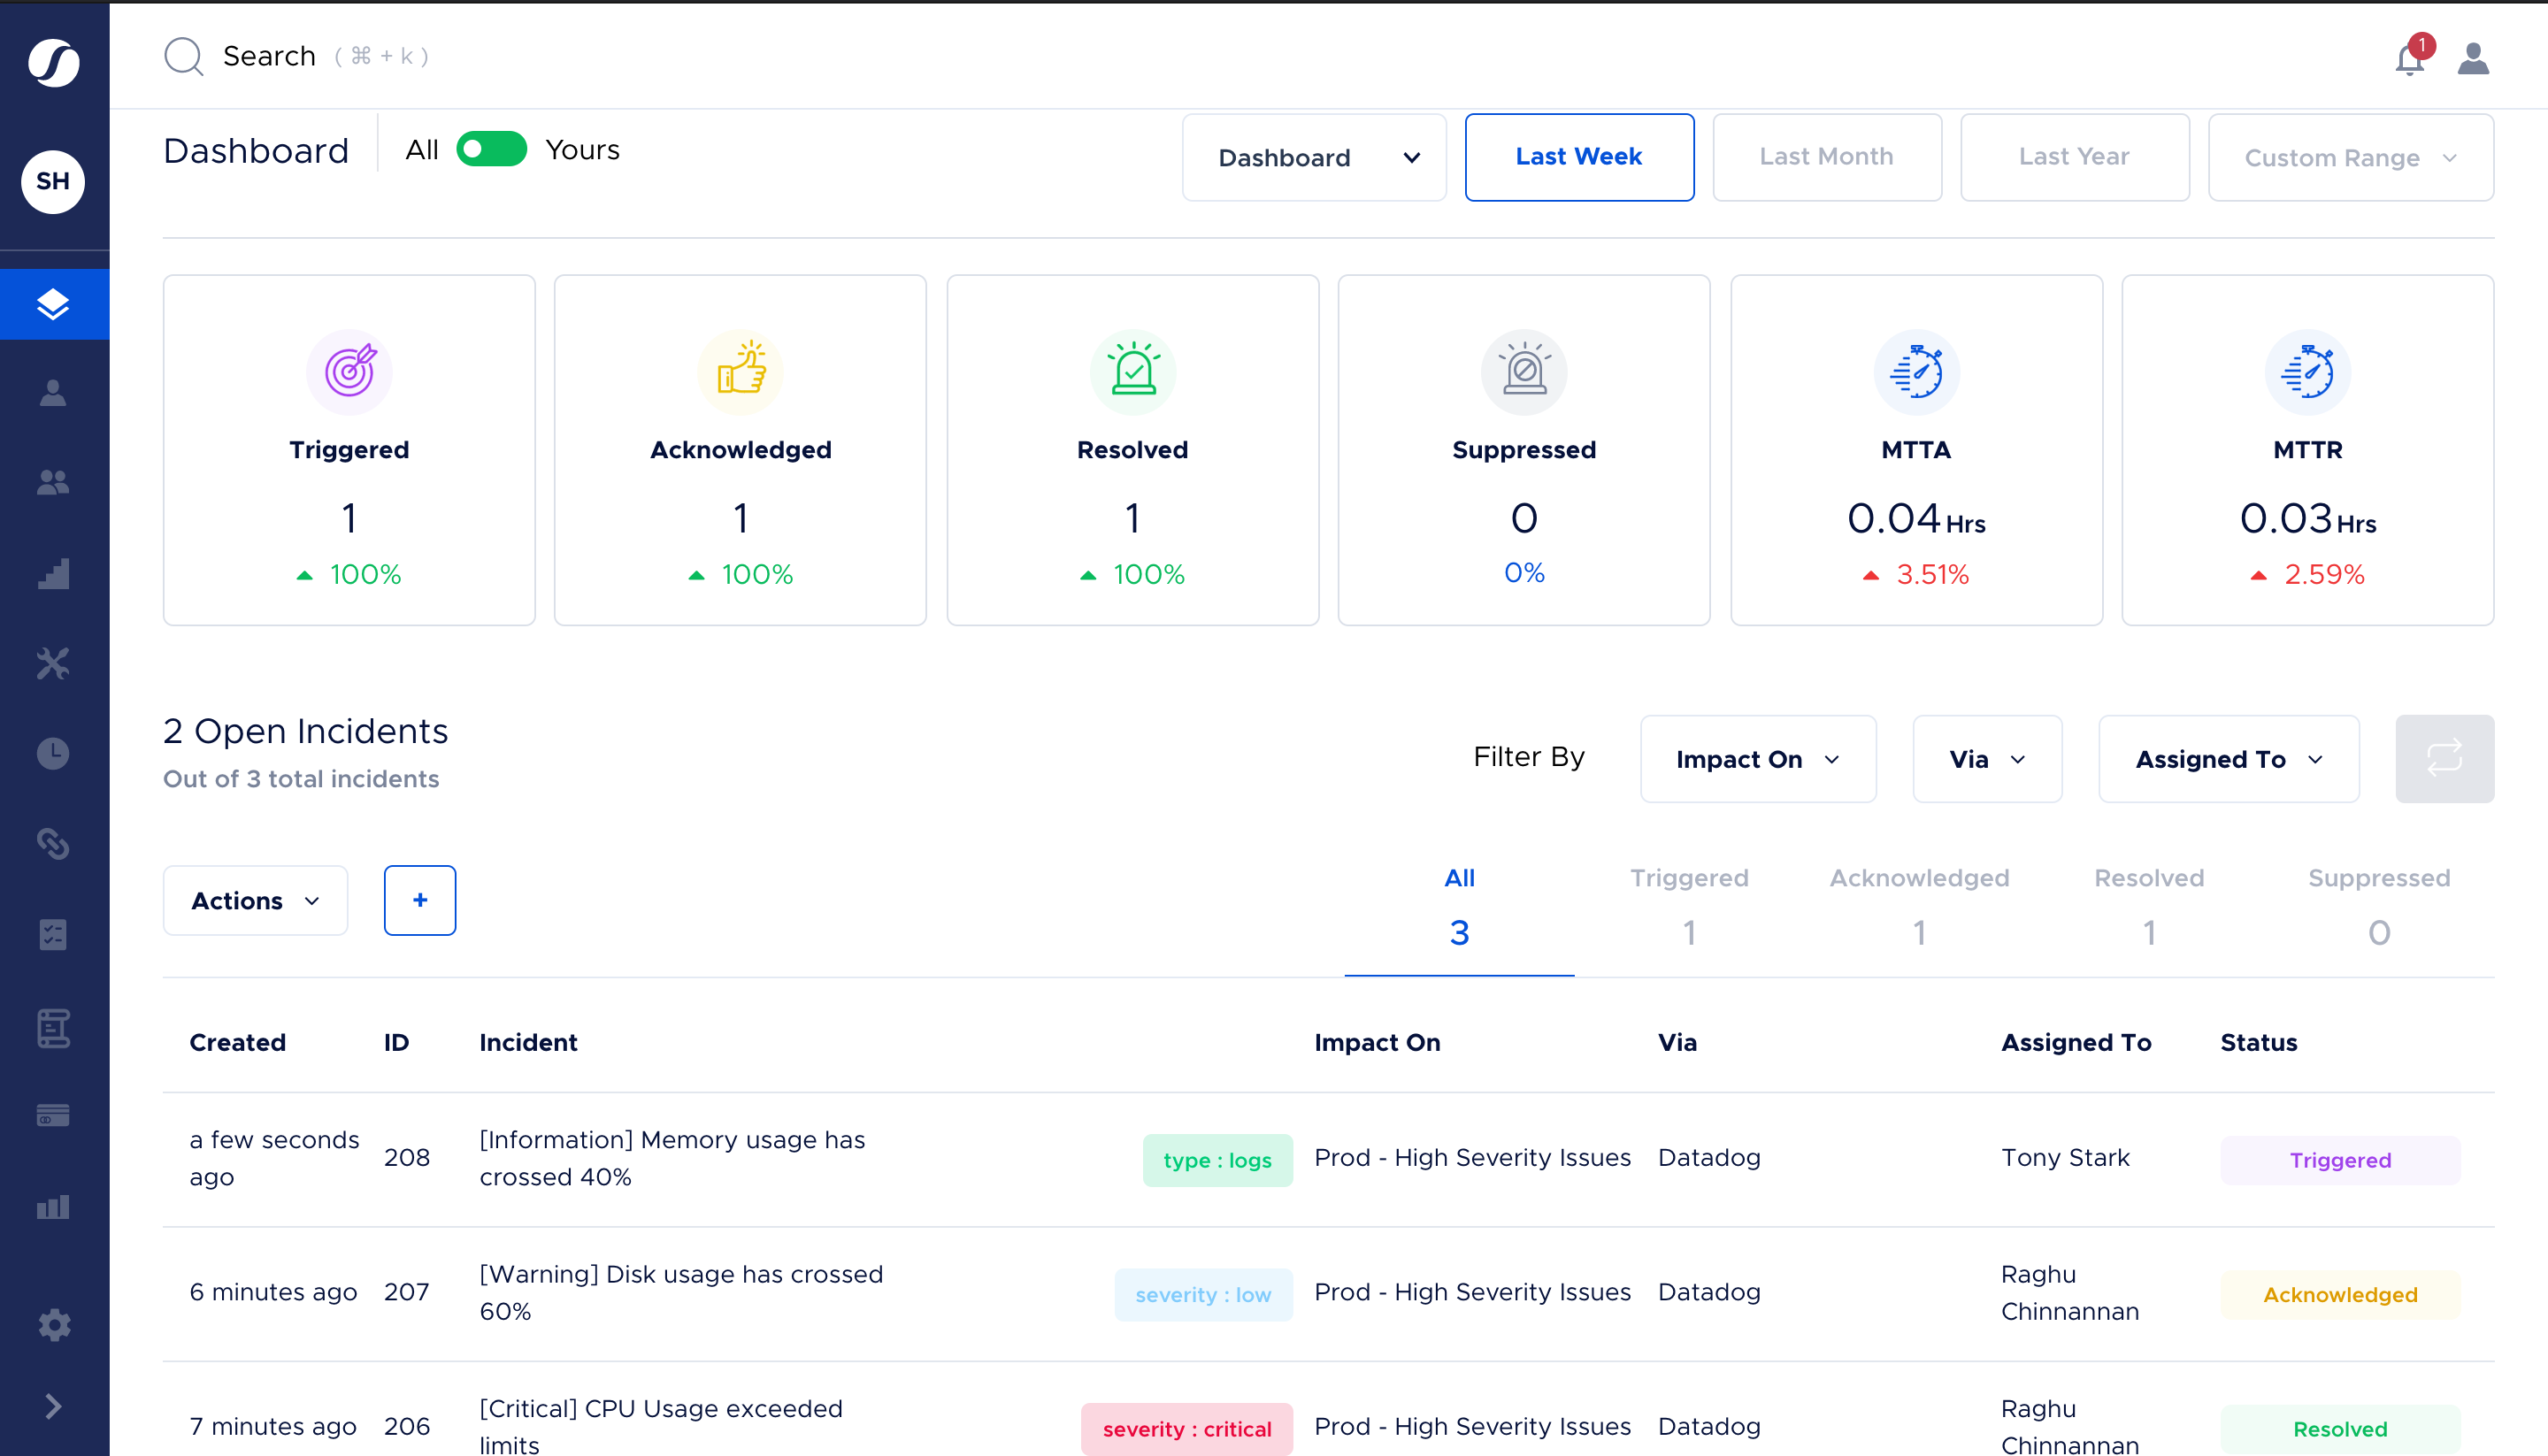 Search ( ⌘ + k )
1
SH
Dashboard
All
Yours
Dashboard
Last Week
Last Month
Last Year
Custom Range
Triggered
1
100%
Acknowledged
1
100%
Resolved
1
100%
Suppressed
0
0%
MTTA
0.04 Hrs
3.51%
MTTR
0.03 Hrs
2.59%
2 Open Incidents
Out of 3 total incidents
Filter By
Impact On
Via
Assigned To
Actions
+
All
3
Triggered
1
Acknowledged
1
Resolved
1
Suppressed
0
Created ID Incident Impact On Via Assigned To Status
a few seconds
ago
208
[Information] Memory usage has
crossed 40%
type : logs
Prod - High Severity Issues
Datadog
Tony Stark
Triggered
6 minutes ago
207
[Warning] Disk usage has crossed
60%
severity : low
Prod - High Severity Issues
Datadog
Raghu
Chinnannan
Acknowledged
7 minutes ago
206
[Critical] CPU Usage exceeded
limits
severity : critical
Prod - High Severity Issues
Datadog
Raghu
Chinnannan
Resolved